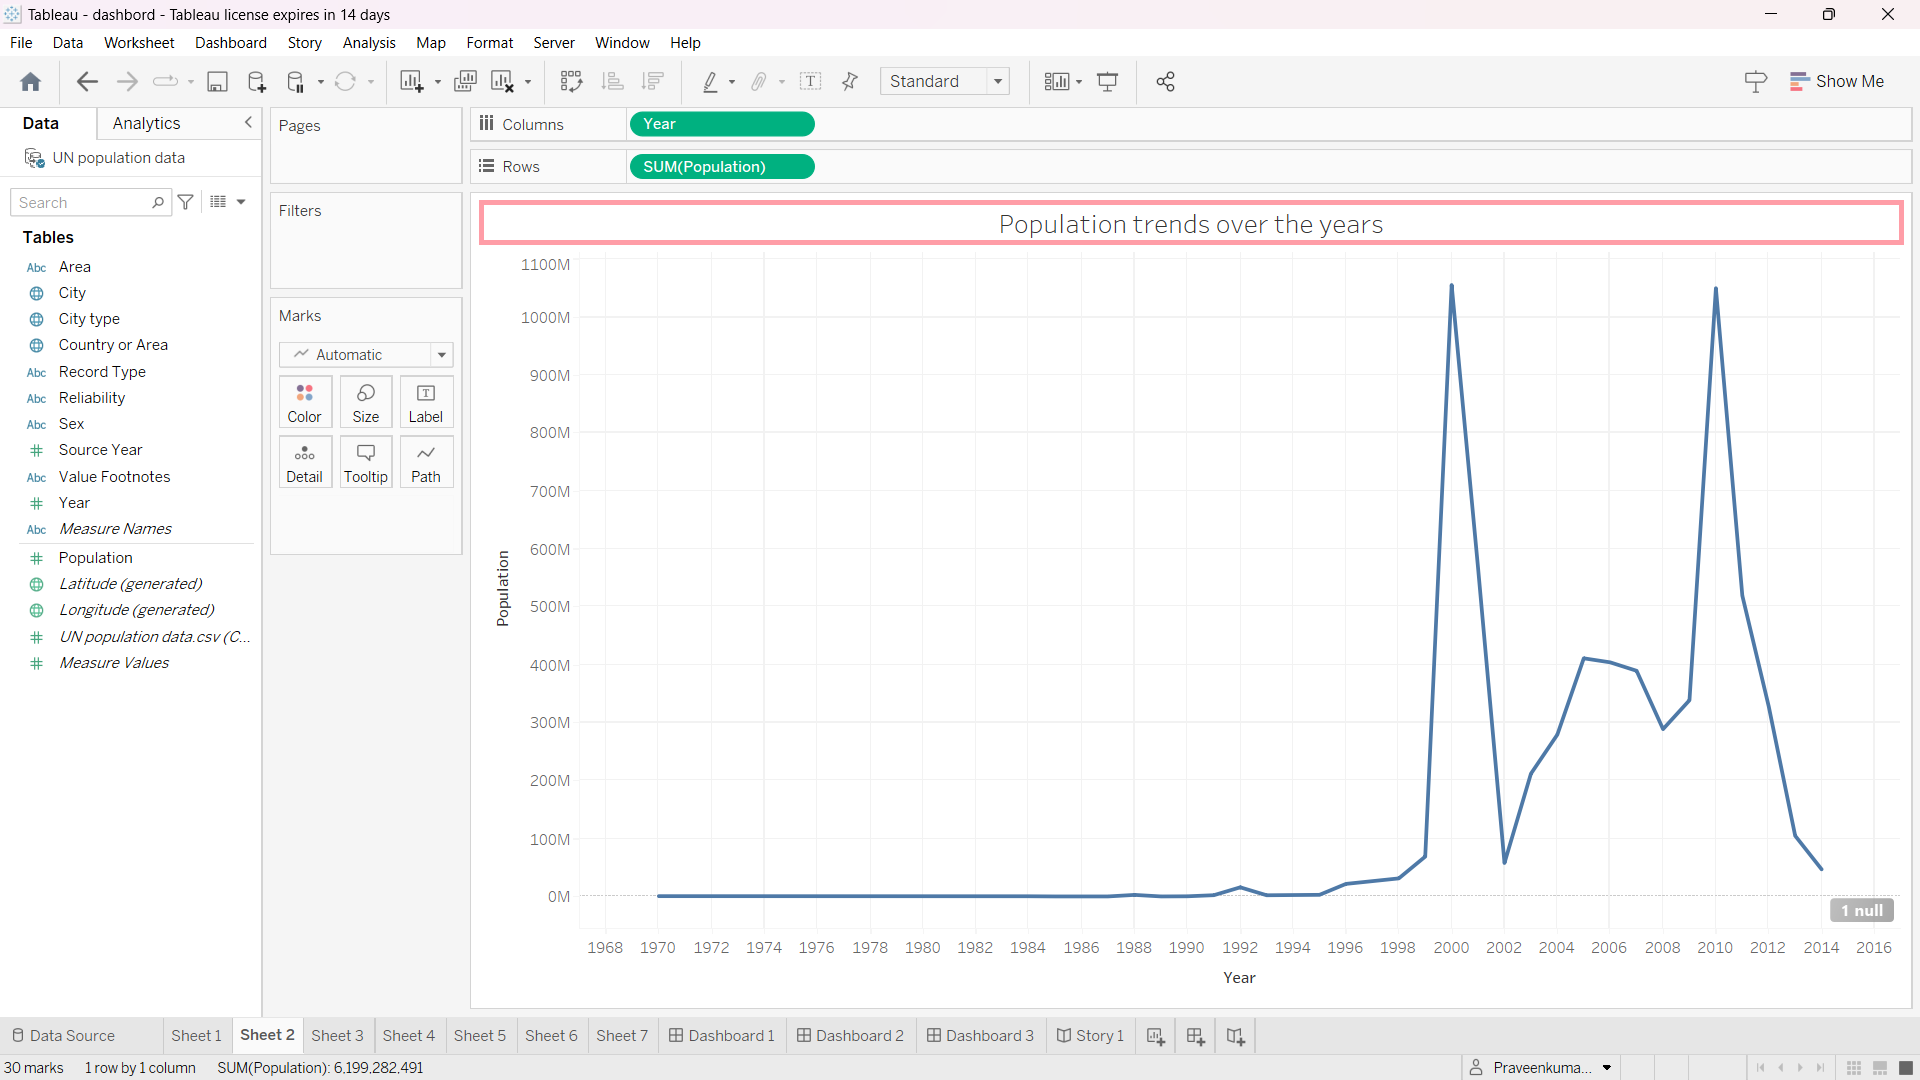 Tableau - dashbord - Tableau license expires in 14 days
File Data Worksheet Dashboard Story Analysis Map Format Server Window Help
Standard
Show Me
Data Analytics
UN population data
Search
Tables
Abc Area
City
City type
Country or Area
Abc Record Type
Abc Reliability
Abc Sex
Source Year
Abc Value Footnotes
Year
Abc Measure Names
Population
Latitude (generated)
Longitude (generated)
UN population data.csv (C...
Measure Values
Pages
Filters
Marks
Automatic
Color Size Label
Detail Tooltip Path
Columns Year
Rows SUM(Population)
Population trends over the years
1100M
1000M
900M
800M
700M
600M
500M
400M
300M
200M
100M
0M
Population
1 null
1968 1970 1972 1974 1976 1978 1980 1982 1984 1986 1988 1990 1992 1994 1996 1998 2000 2002 2004 2006 2008 2010 2012 2014 2016
Year
Data Source Sheet 1 Sheet 2 Sheet 3 Sheet 4 Sheet 5 Sheet 6 Sheet 7 Dashboard 1 Dashboard 2 Dashboard 3 Story 1
30 marks 1 row by 1 column SUM(Population): 6,199,282,491
Praveenkuma...